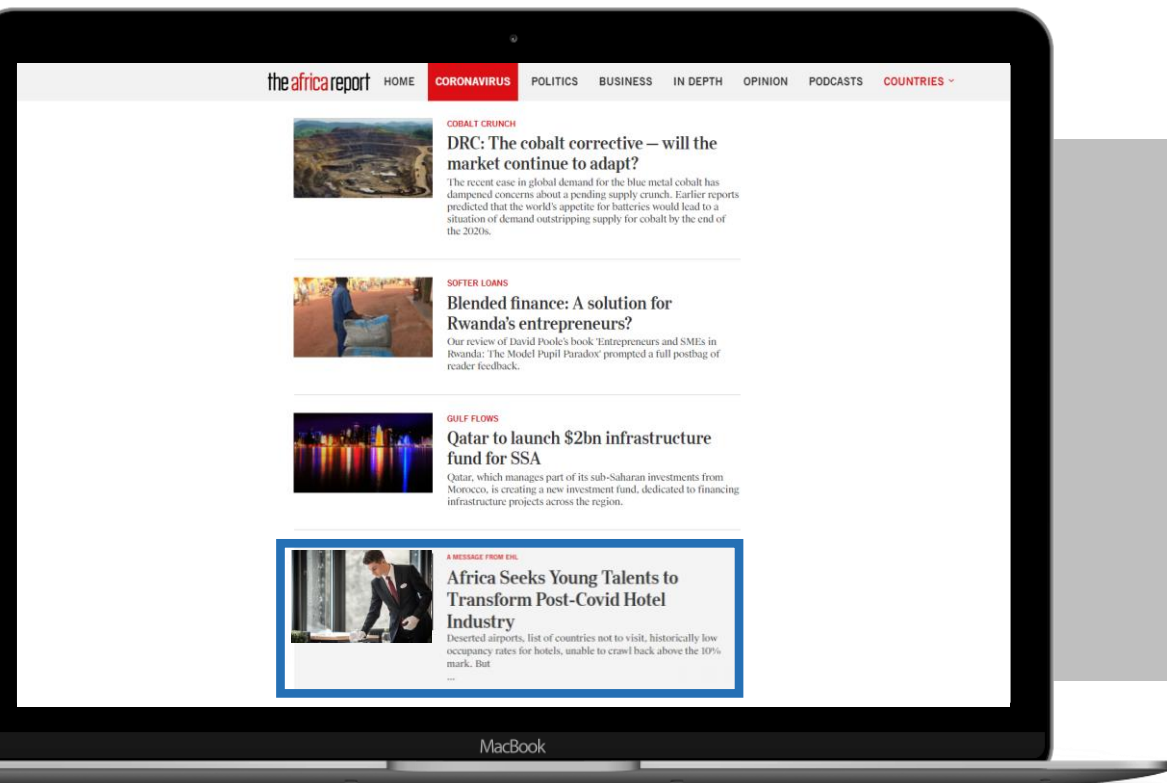 the africa report HOME CORONAVIRUS POLITICS BUSINESS IN DEPTH OPINION PODCASTS COUNTRIES
COBALT CRUNCH
DRC: The cobalt corrective — will the
market continue to adapt?
The recent ease in global demand for the blue metal cobalt has
dampened concerns about a pending supply crunch. Earlier reports
predicted that the world's appetite for batteries would lead to a
situation of demand outstripping supply for cobalt by the end of
the 2020s.
SOFTER LOANS
Blended finance: A solution for
Rwanda's entrepreneurs?
Our review of David Poole's book 'Entrepreneurs and SMEs in
Rwanda: The Model Pupil Paradox' prompted a full postbag of
reader feedback.
GULF FLOWS
Qatar to launch $2bn infrastructure
fund for SSA
Qatar, which manages part of its sub-Saharan investments from
Morocco, is creating a new investment fund, dedicated to financing
infrastructure projects across the region.
A MESSAGE FROM EHL
Africa Seeks Young Talents to
Transform Post-Covid Hotel
Industry
Deserted airports, list of countries not to visit, historically low
occupancy rates for hotels, unable to crawl back above the 10%
mark. But
...
MacBook